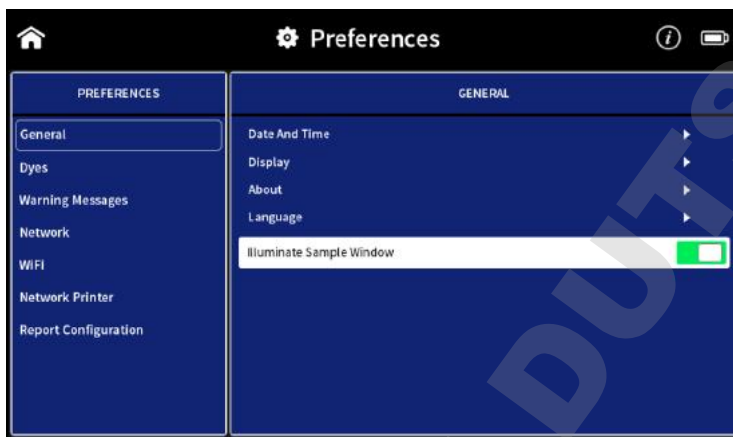 Preferences
PREFERENCES
General
Dyes
Warning Messages
Network
WiFi
Network Printer
Report Configuration
GENERAL
Date And Time
Display
About
Language
Illuminate Sample Window
DUTS